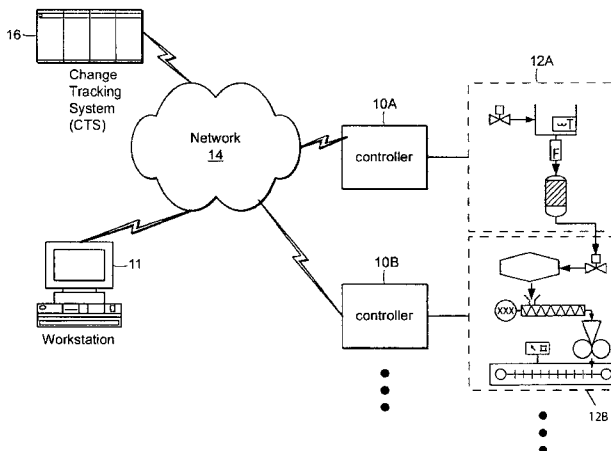 16
Change
Tracking
System
(CTS)
Network
14
10A
controller
12A
T
F
11
Workstation
10B
controller
XXX
12B